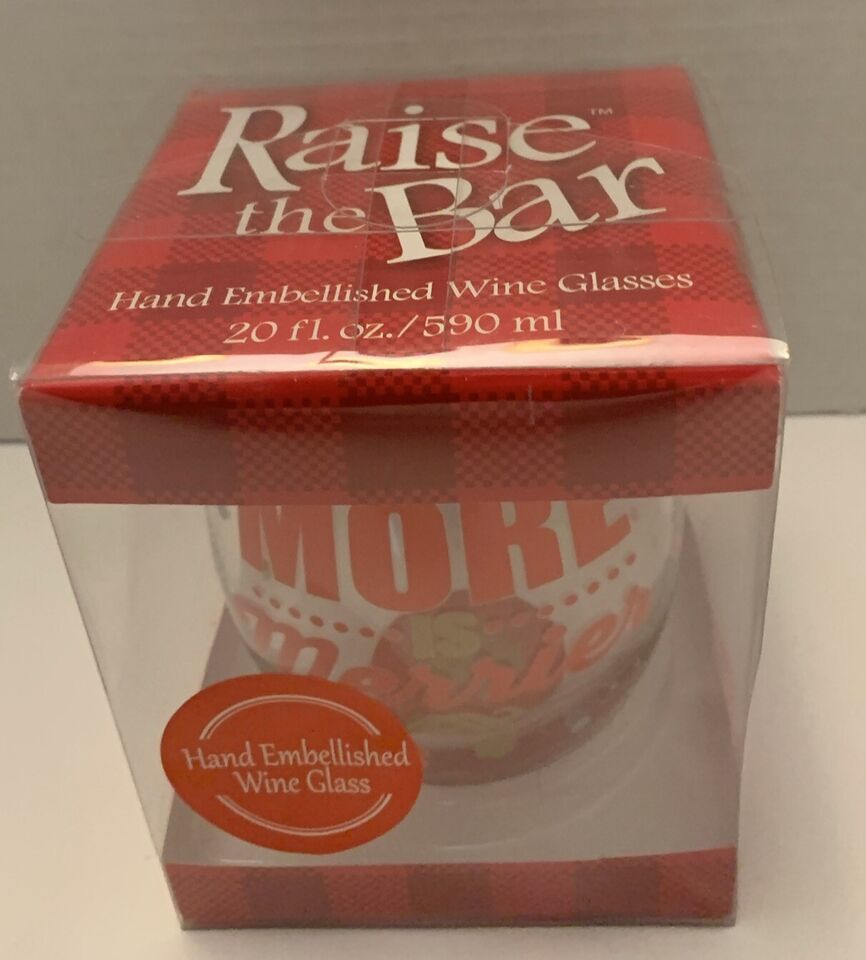 Raise™
the Bar
Hand Embellished Wine Glasses
20 fl. oz./590 ml
MORE
IS
merrier
Hand Embellished
Wine Glass